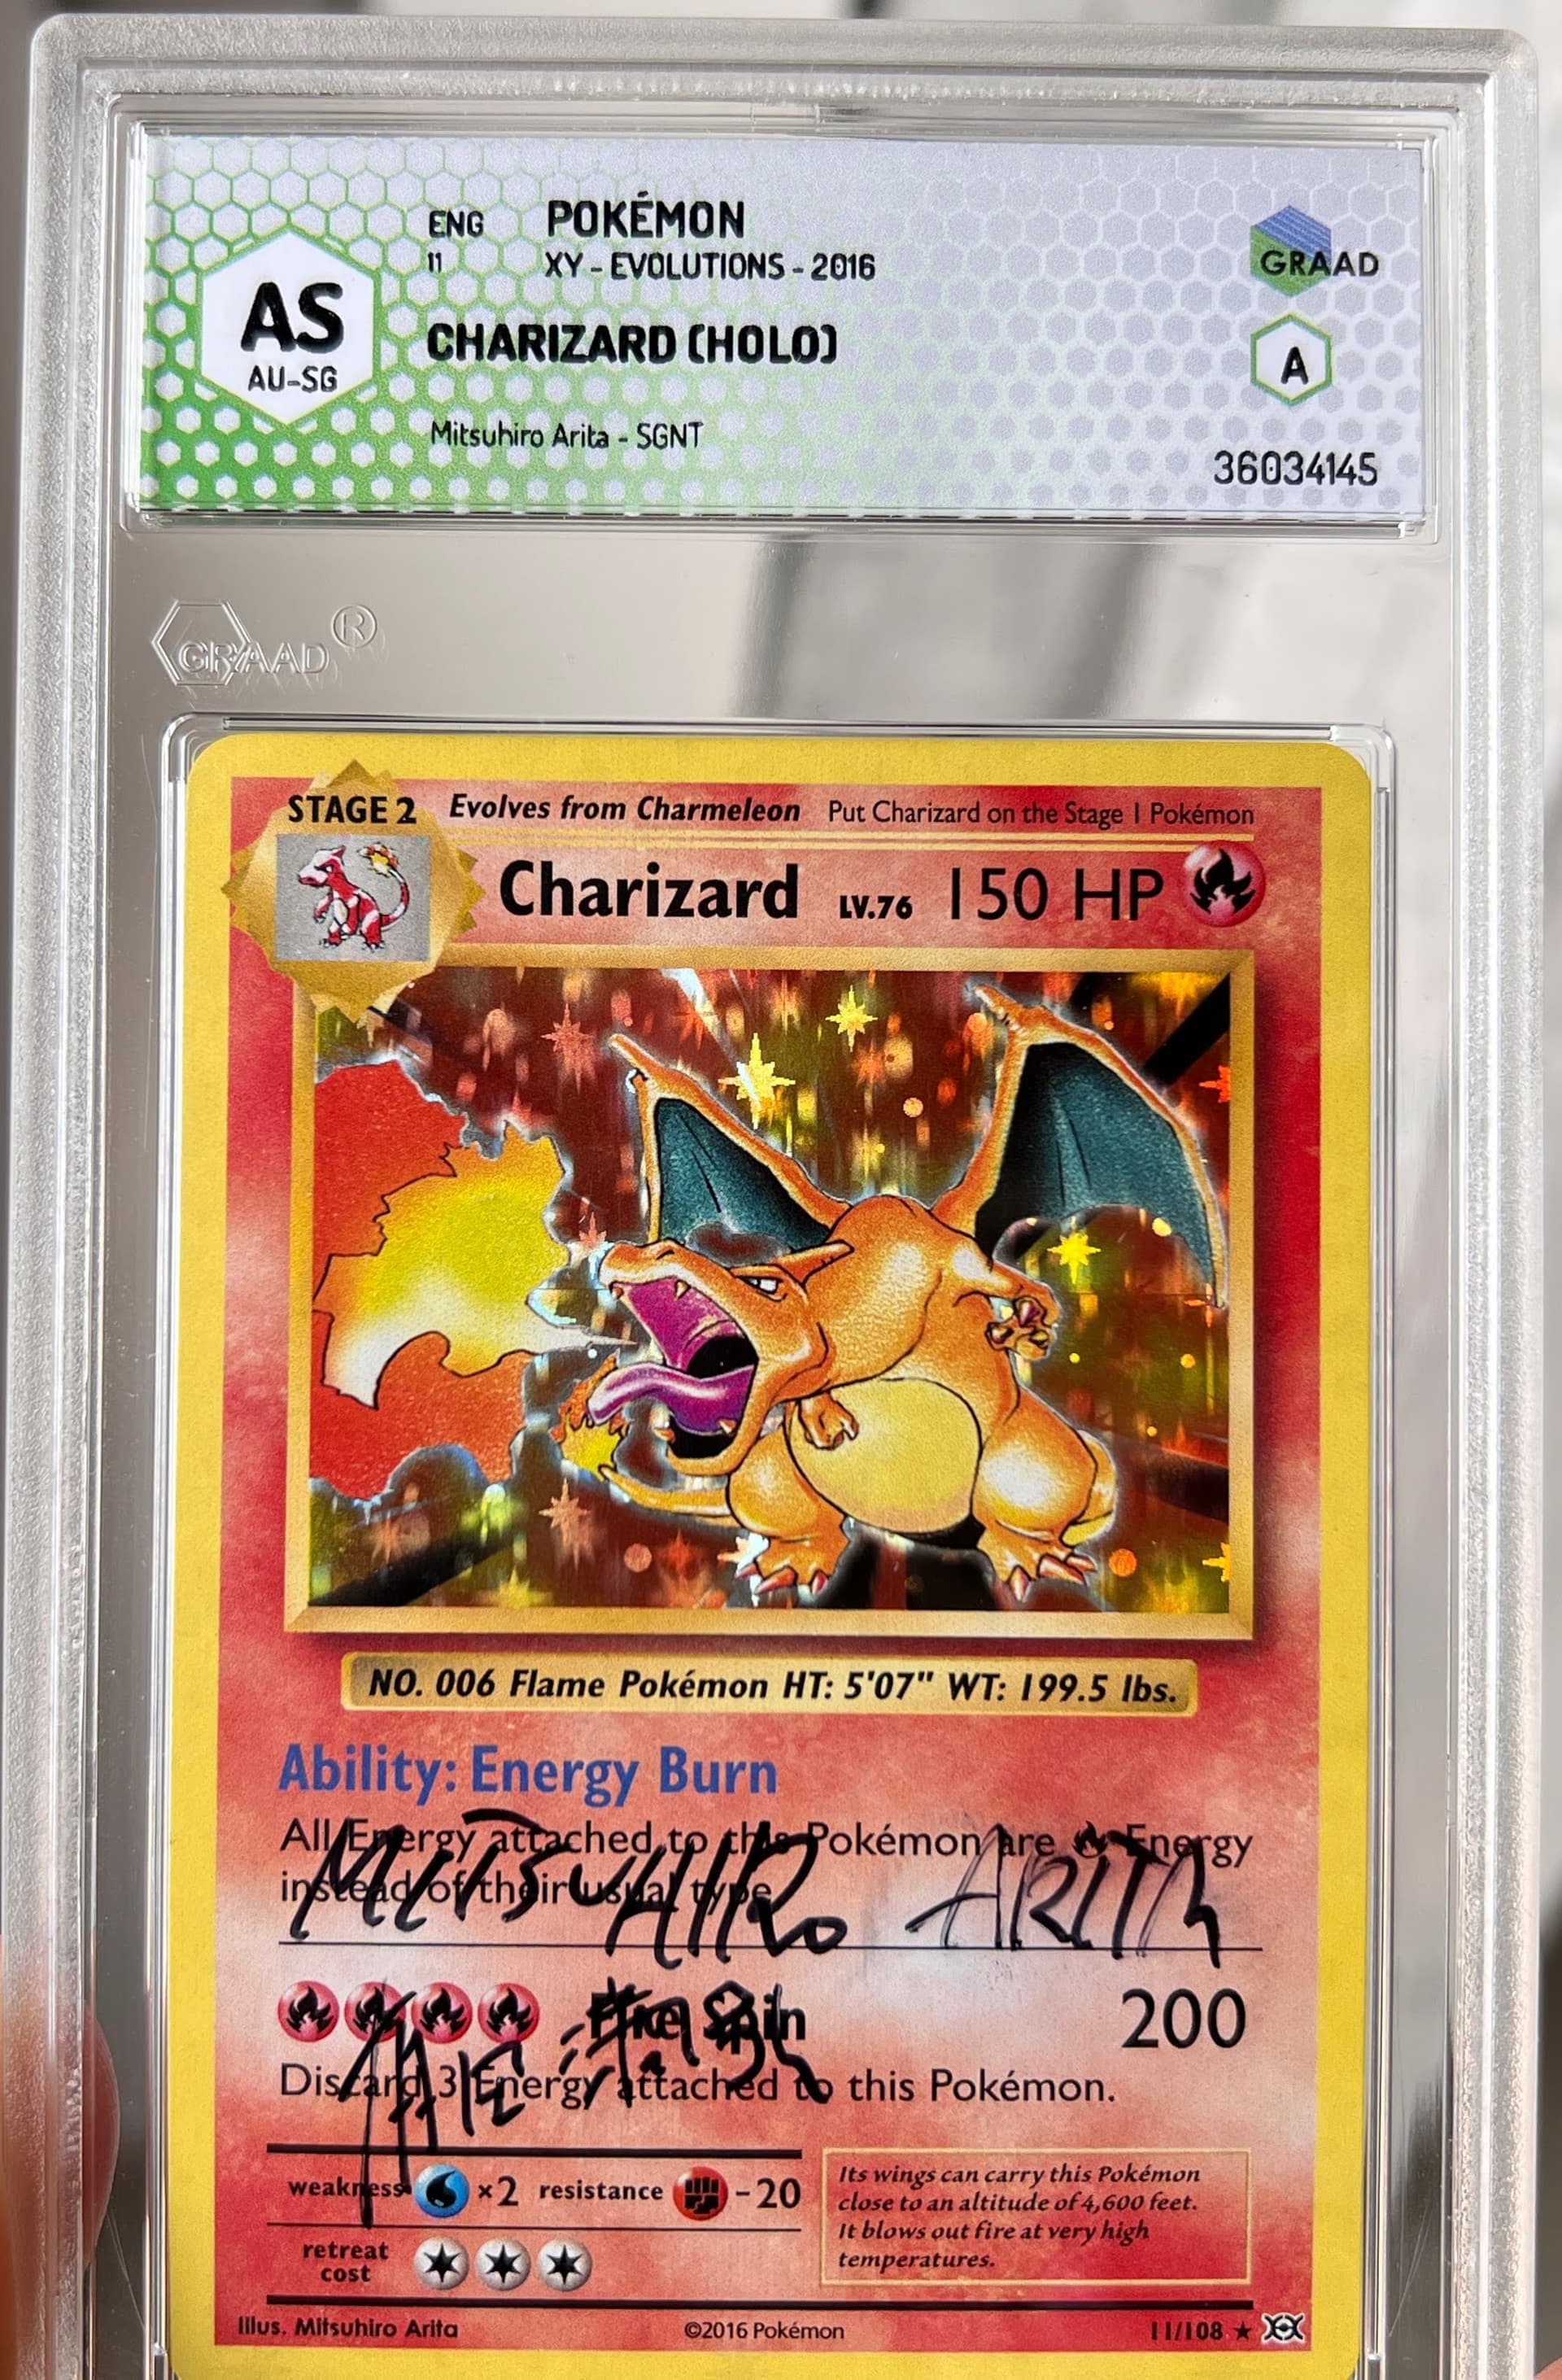 ENG POKÉMON
11 XY - EVOLUTIONS - 2016
GRAAD
AS
AU-SG
CHARIZARD (HOLO)
A
Mitsuhiro Arita - SGNT
36034145
GRAAD®
STAGE 2 Evolves from Charmeleon Put Charizard on the Stage 1 Pokémon
Charizard LV.76 150 HP
NO. 006 Flame Pokémon HT: 5'07" WT: 199.5 lbs.
Ability: Energy Burn
All Energy attached to this Pokémon are Energy
instead of their usual type.
MITSUHIRO ARITA
Fire Spin 200
Discard 3 Energy attached to this Pokémon.
weakness ×2 resistance -20
retreat
cost
Its wings can carry this Pokémon
close to an altitude of 4,600 feet.
It blows out fire at very high
temperatures.
Illus. Mitsuhiro Arita ©2016 Pokémon 11/108 ★